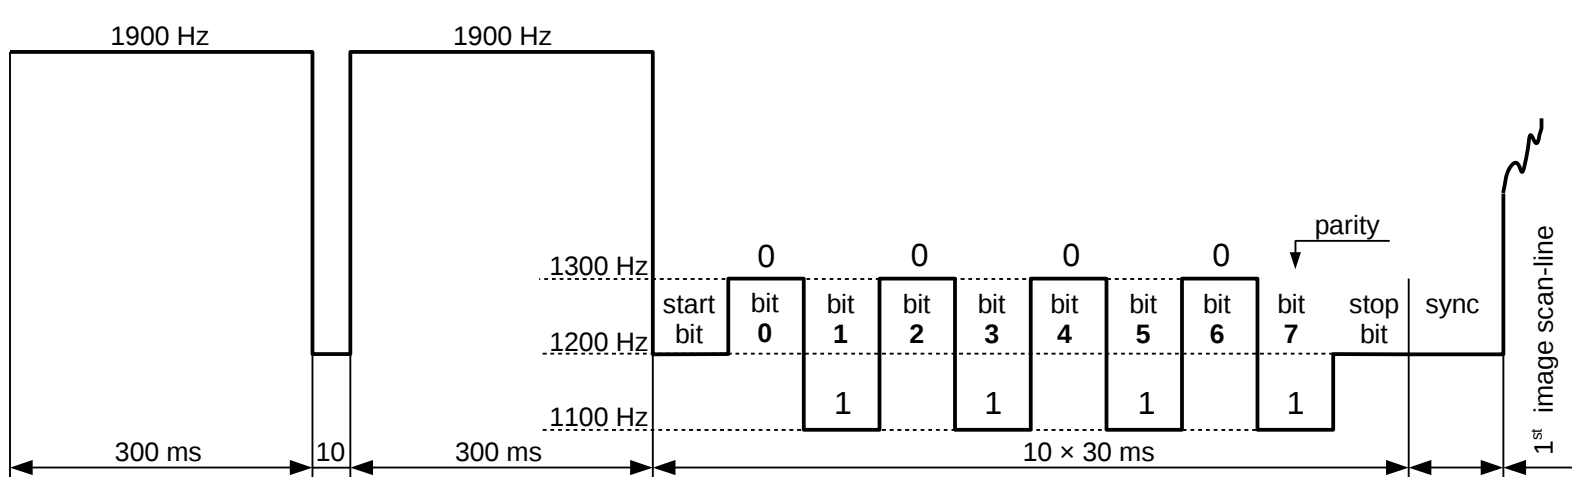 1900 Hz
1900 Hz
parity
0 0 0 0
1300 Hz
start bit
bit 0
bit 1
bit 2
bit 3
bit 4
bit 5
bit 6
bit 7
stop bit
sync
1200 Hz
1 1 1 1
1100 Hz
300 ms
10
300 ms
10 × 30 ms
1st image scan-line